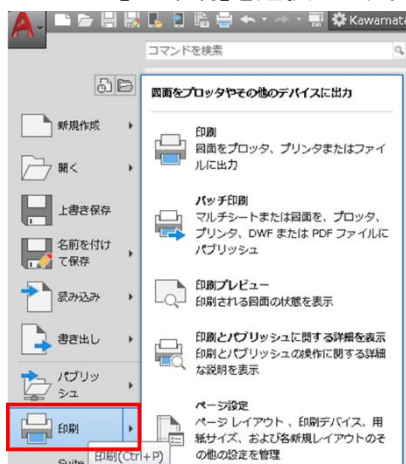 Kawamata
コマンドを検索
図面をプロッタやその他のデバイスに出力
新規作成
開く
上書き保存
名前を付け
て保存
読み込み
書き出し
パブリッ
シュ
印刷
印刷(Ctrl+P)
Suite
印刷
図面をプロッタ、プリンタまたはファイ
ルに出力
バッチ印刷
マルチシートまたは図面を、プロッタ、
プリンタ、DWF または PDF ファイルに
パブリッシュ
印刷プレビュー
印刷される図面の状態を表示
印刷とパブリッシュに関する詳細を表示
印刷とパブリッシュの操作に関する詳細
な説明を表示
ページ設定
ページ レイアウト 、印刷デバイス、用
紙サイズ、および各新規レイアウトのそ
の他の設定を管理